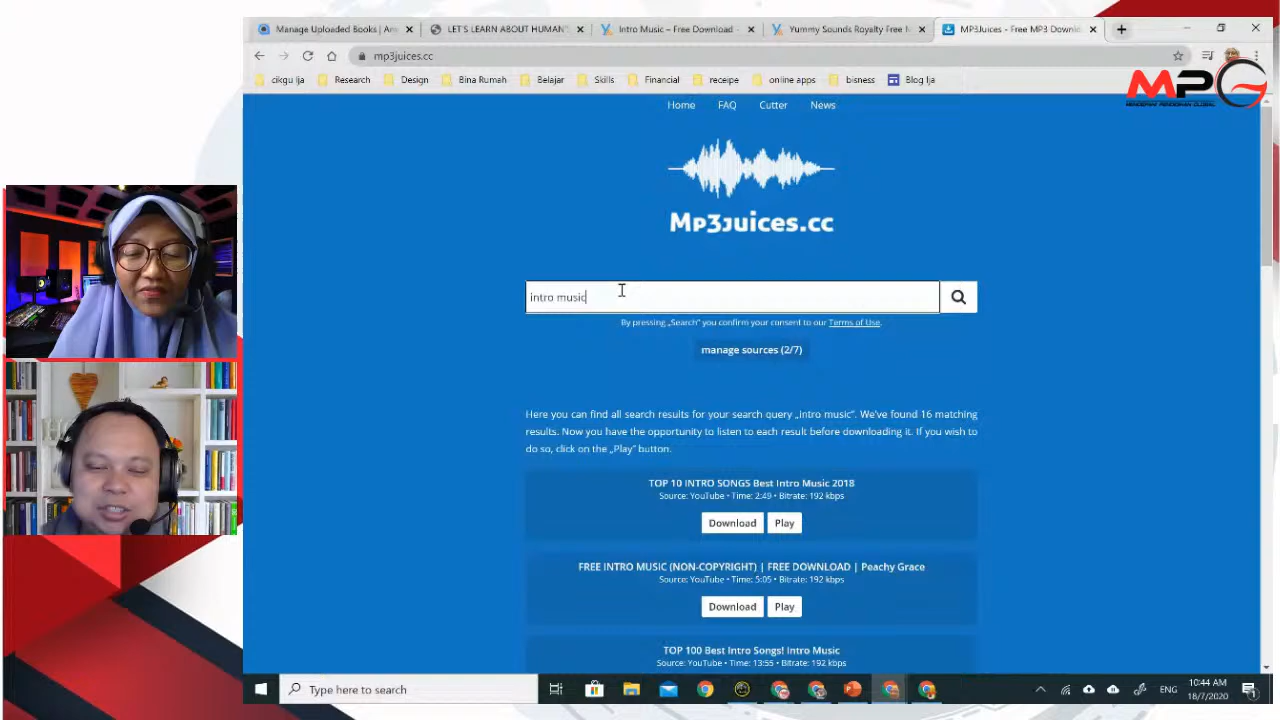 Manage Uploaded Books | An
LET'S LEARN ABOUT HUMAN"
Intro Music – Free Download -
Yummy Sounds Royalty Free M
MP3Juices - Free MP3 Downlo
mp3juices.cc
cikgu Ija
Research
Design
Bina Rumah
Belajar
Skills
Financial
receipe
online apps
bisness
Blog Ija
MPG
MENDEPAT PENCERIAN GLOBAL
Home
FAQ
Cutter
News
Mp3Juices.cc
intro music
By pressing „Search" you confirm your consent to our Terms of Use.
manage sources (2/7)
Here you can find all search results for your search query „intro music". We've found 16 matching
results. Now you have the opportunity to listen to each result before downloading it. If you wish to
do so, click on the „Play" button.
TOP 10 INTRO SONGS Best Intro Music 2018
Source: YouTube • Time: 2:49 • Bitrate: 192 kbps
Download
Play
FREE INTRO MUSIC (NON-COPYRIGHT) | FREE DOWNLOAD | Peachy Grace
Source: YouTube • Time: 5:05 • Bitrate: 192 kbps
Download
Play
TOP 100 Best Intro Songs! Intro Music
Source: YouTube • Time: 13:55 • Bitrate: 192 kbps
Type here to search
ENG
10:44 AM
18/7/2020